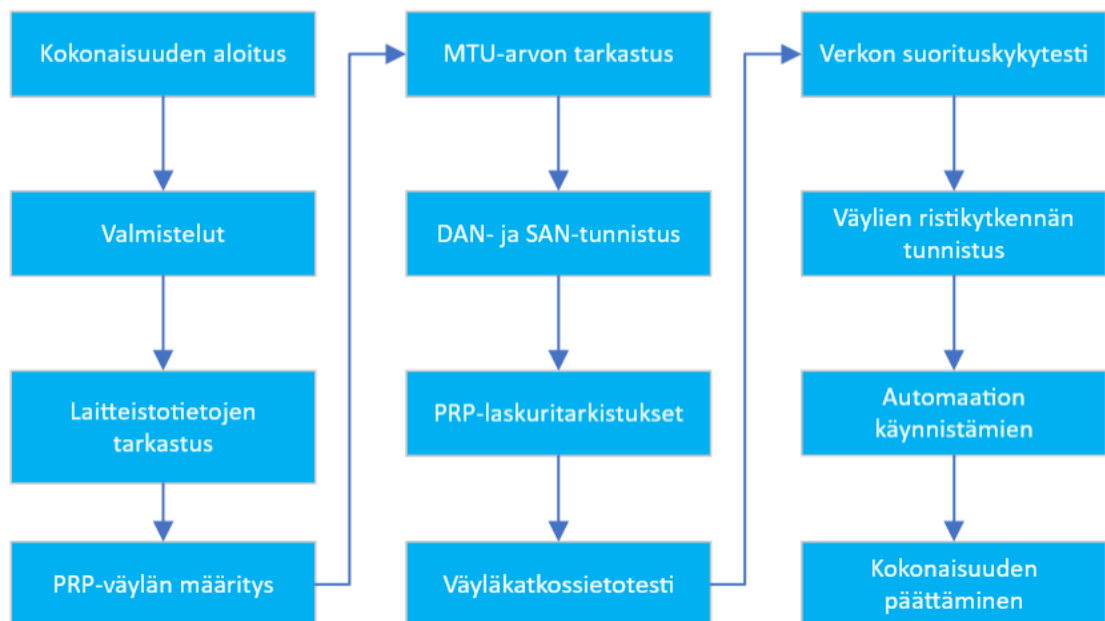 Kokonaisuuden aloitus
Valmistelut
Laitteistotietojen
tarkastus
PRP-väylän määritys
MTU-arvon tarkastus
DAN- ja SAN-tunnistus
PRP-laskuritarkistukset
Väyläkatkossietotesti
Verkon suorituskykytesti
Väylien ristikytkennän
tunnistus
Automaation
käynnistämien
Kokonaisuuden
päättäminen